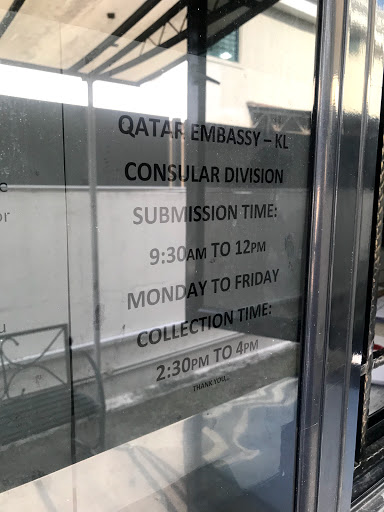 QATAR EMBASSY – KL
CONSULAR DIVISION
SUBMISSION TIME:
9:30AM TO 12PM
MONDAY TO FRIDAY
COLLECTION TIME:
2:30PM TO 4PM
THANK YOU..